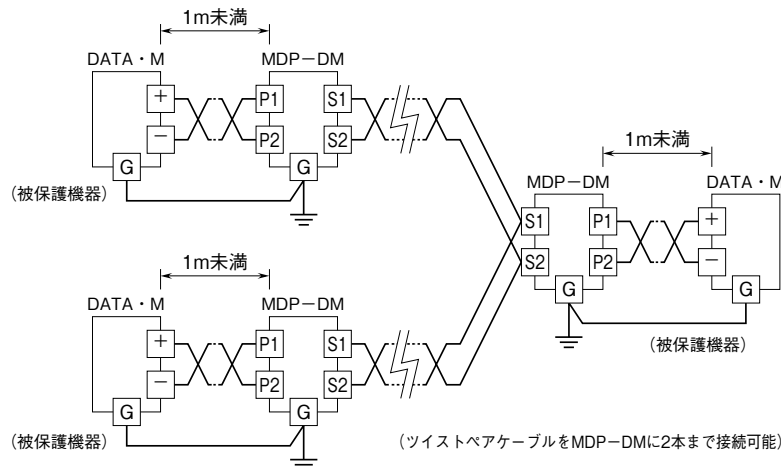 1m未満
DATA・M
MDP−DM
+
P1
S1
−
P2
S2
G
G
(被保護機器)
1m未満
MDP−DM
DATA・M
S1
P1
+
S2
P2
−
G
G
(被保護機器)
1m未満
DATA・M
MDP−DM
+
P1
S1
−
P2
S2
G
G
(被保護機器)
(ツイストペアケーブルをMDP−DMに2本まで接続可能)